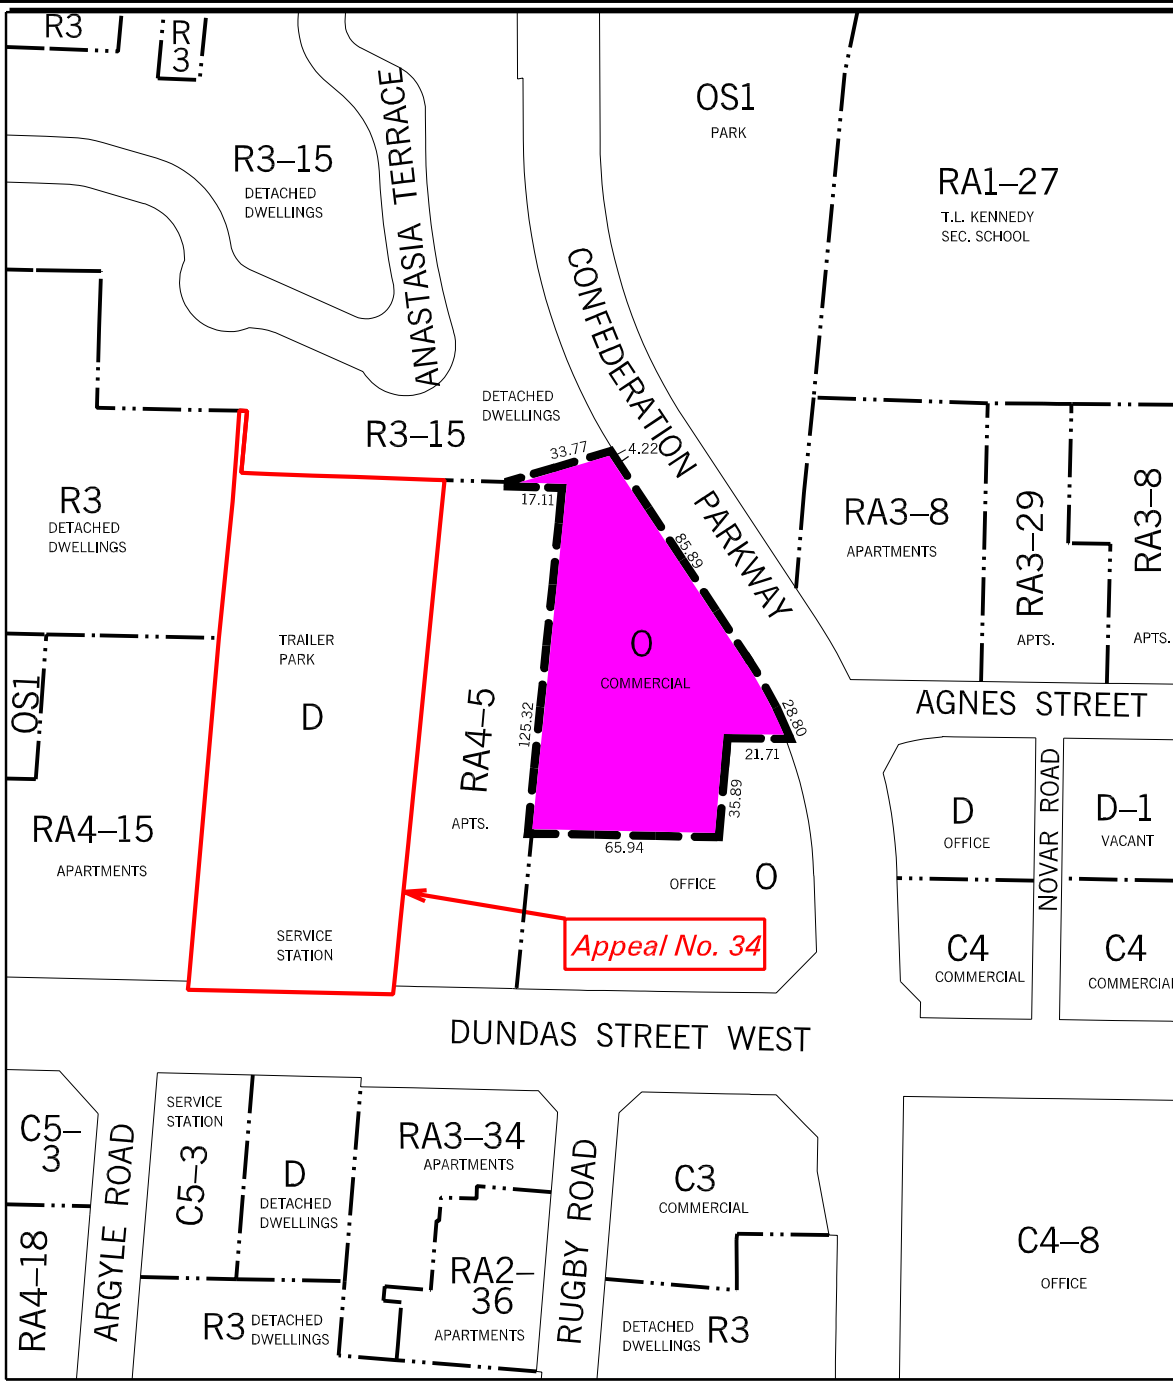 R3
R
3
R3–15
DETACHED
DWELLINGS
ANASTASIA TERRACE
OS1
PARK
RA1–27
T.L. KENNEDY
SEC. SCHOOL
CONFEDERATION PARKWAY
DETACHED
DWELLINGS
R3–15
33.77
4.22
17.11
85.89
R3
DETACHED
DWELLINGS
RA3–8
APARTMENTS
RA3–29
APTS.
RA3–8
APTS.
TRAILER
PARK
D
OS1
RA4–5
APTS.
125.32
O
COMMERCIAL
28.80
21.71
35.89
65.94
AGNES STREET
RA4–15
APARTMENTS
D
OFFICE
NOVAR ROAD
D–1
VACANT
OFFICE
O
SERVICE
STATION
Appeal No. 34
C4
COMMERCIAL
C4
COMMERCIAL
DUNDAS STREET WEST
C5–
3
ARGYLE ROAD
SERVICE
STATION
C5–3
D
DETACHED
DWELLINGS
RA3–34
APARTMENTS
RUGBY ROAD
C3
COMMERCIAL
C4–8
OFFICE
RA4–18
R3
DETACHED
DWELLINGS
RA2–
36
APARTMENTS
DETACHED
DWELLINGS
R3